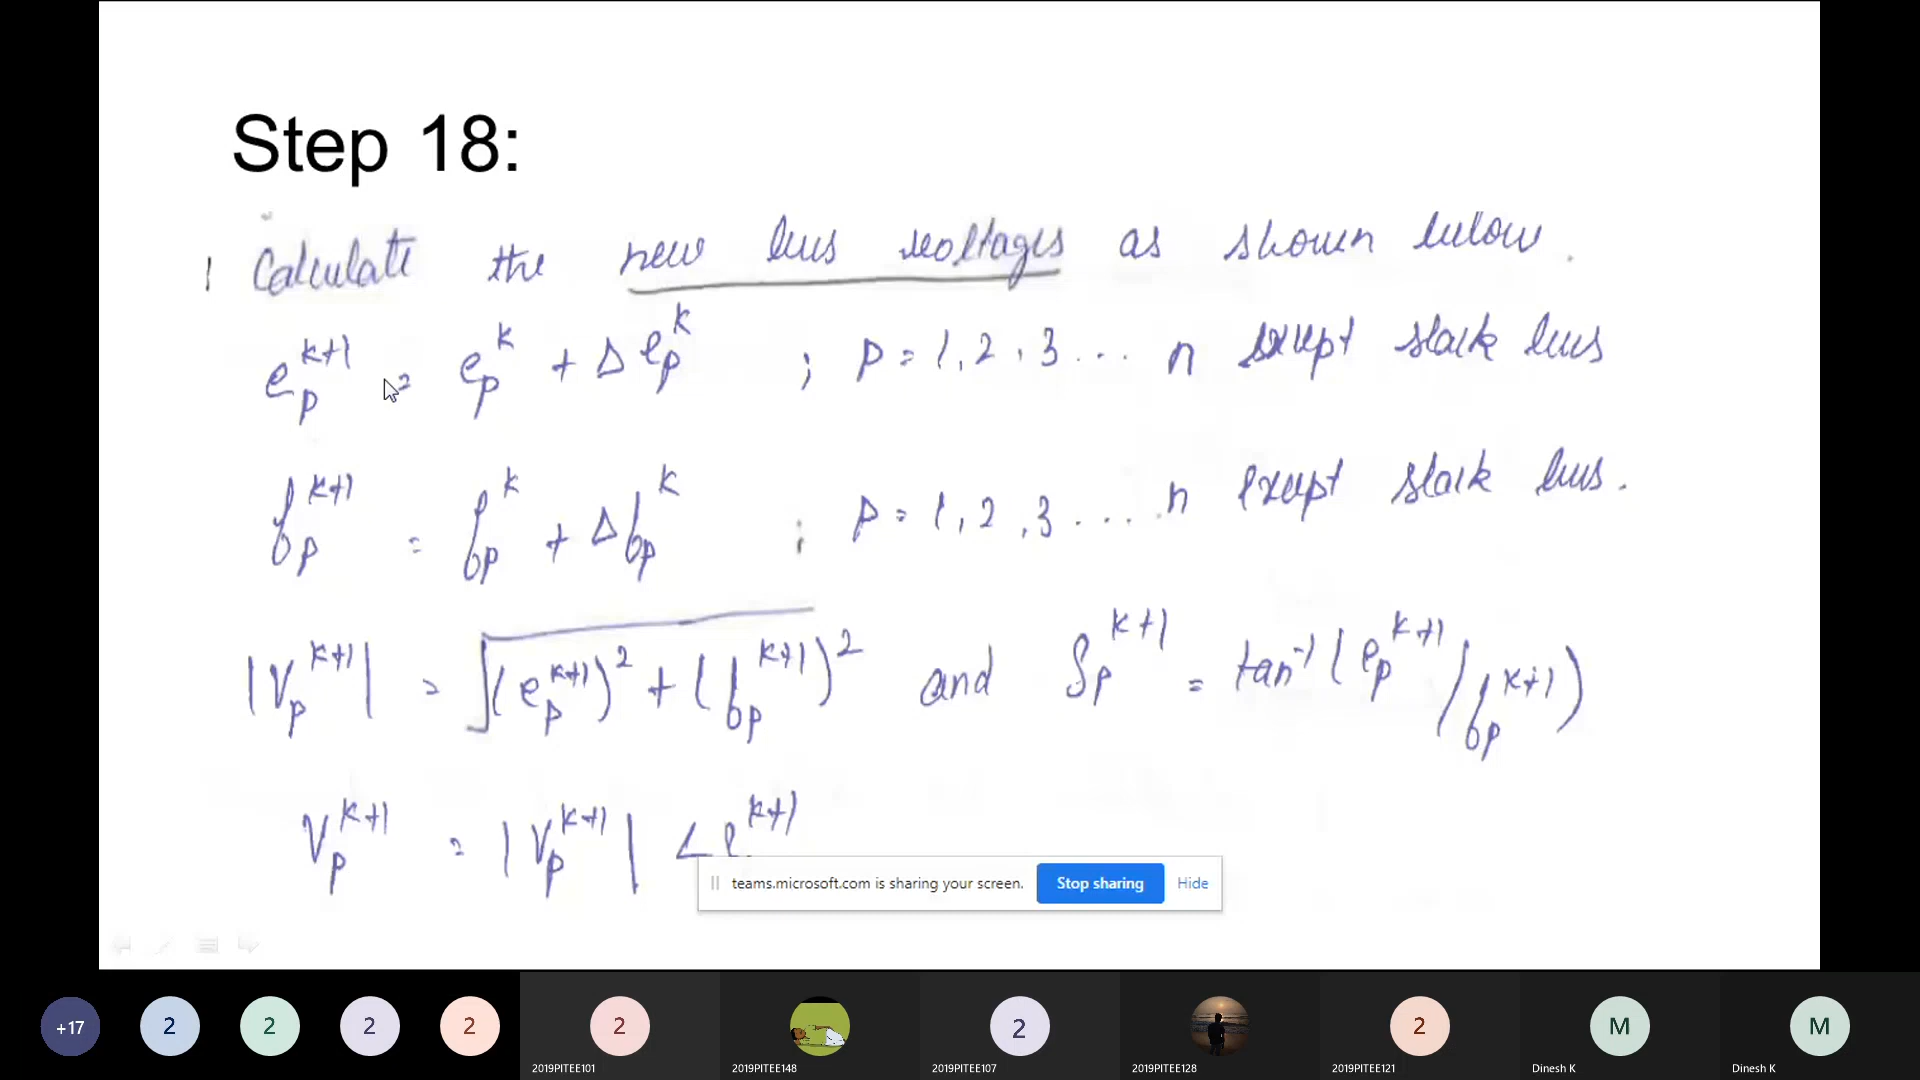 Step 18:
Calculate the new bus voltages as shown below.
e_p^{k+1} = e_p^k + Δe_p^k ; p = 1, 2, 3 ... n except slack bus
f_p^{k+1} = f_p^k + Δf_p^k ; p = 1, 2, 3 .... n except slack bus.
|V_p^{k+1}| = √((e_p^{k+1})^2 + (f_p^{k+1})^2) and δ_p^{k+1} = tan^{-1}(e_p^{k+1}/f_p^{k+1})
V_p^{k+1} = |V_p^{k+1}| ∠
teams.microsoft.com is sharing your screen. Stop sharing Hide
+17 2 2 2 2 2 2 2 M M
2019PITEE101 2019PITEE148 2019PITEE107 2019PITEE128 2019PITEE121 Dinesh K Dinesh K